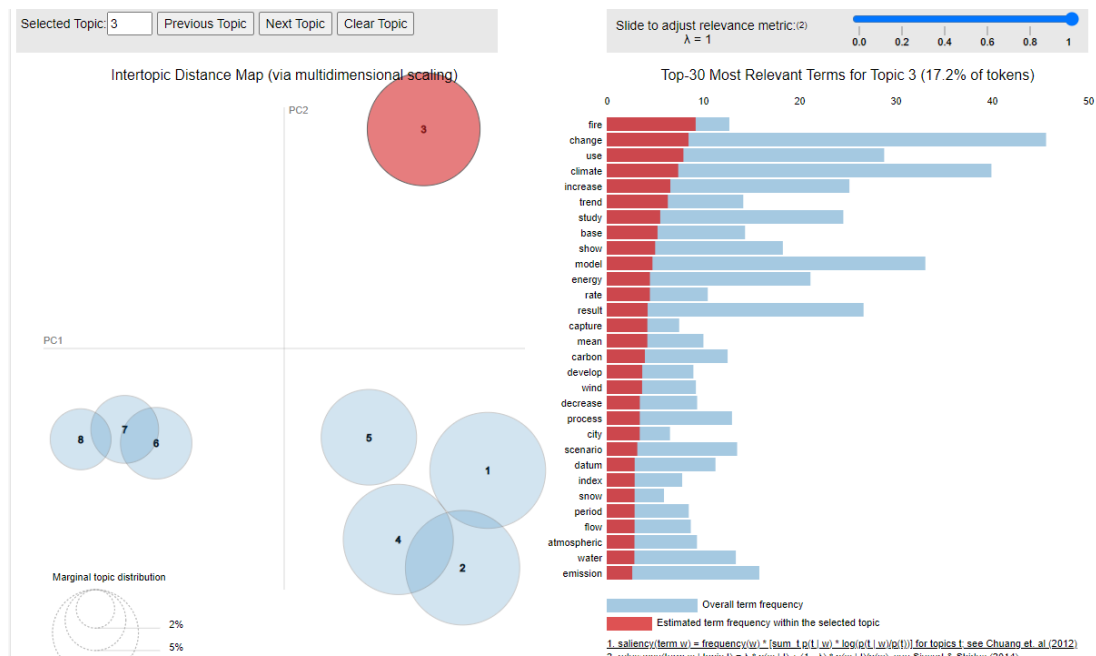 Selected Topic: 3 Previous Topic Next Topic Clear Topic
Slide to adjust relevance metric:(2)
λ = 1
0.0 0.2 0.4 0.6 0.8 1
Intertopic Distance Map (via multidimensional scaling)
PC2
PC1
3
5
1
8
7
6
4
2
Marginal topic distribution
2%
5%
Top-30 Most Relevant Terms for Topic 3 (17.2% of tokens)
0 10 20 30 40 50
fire
change
use
climate
increase
trend
study
base
show
model
energy
rate
result
capture
mean
carbon
develop
wind
decrease
process
city
scenario
datum
index
snow
period
flow
atmospheric
water
emission
Overall term frequency
Estimated term frequency within the selected topic
1. saliency(term w) = frequency(w) * [sum_t p(t | w) * log(p(t | w)/p(t))] for topics t; see Chuang et. al (2012)